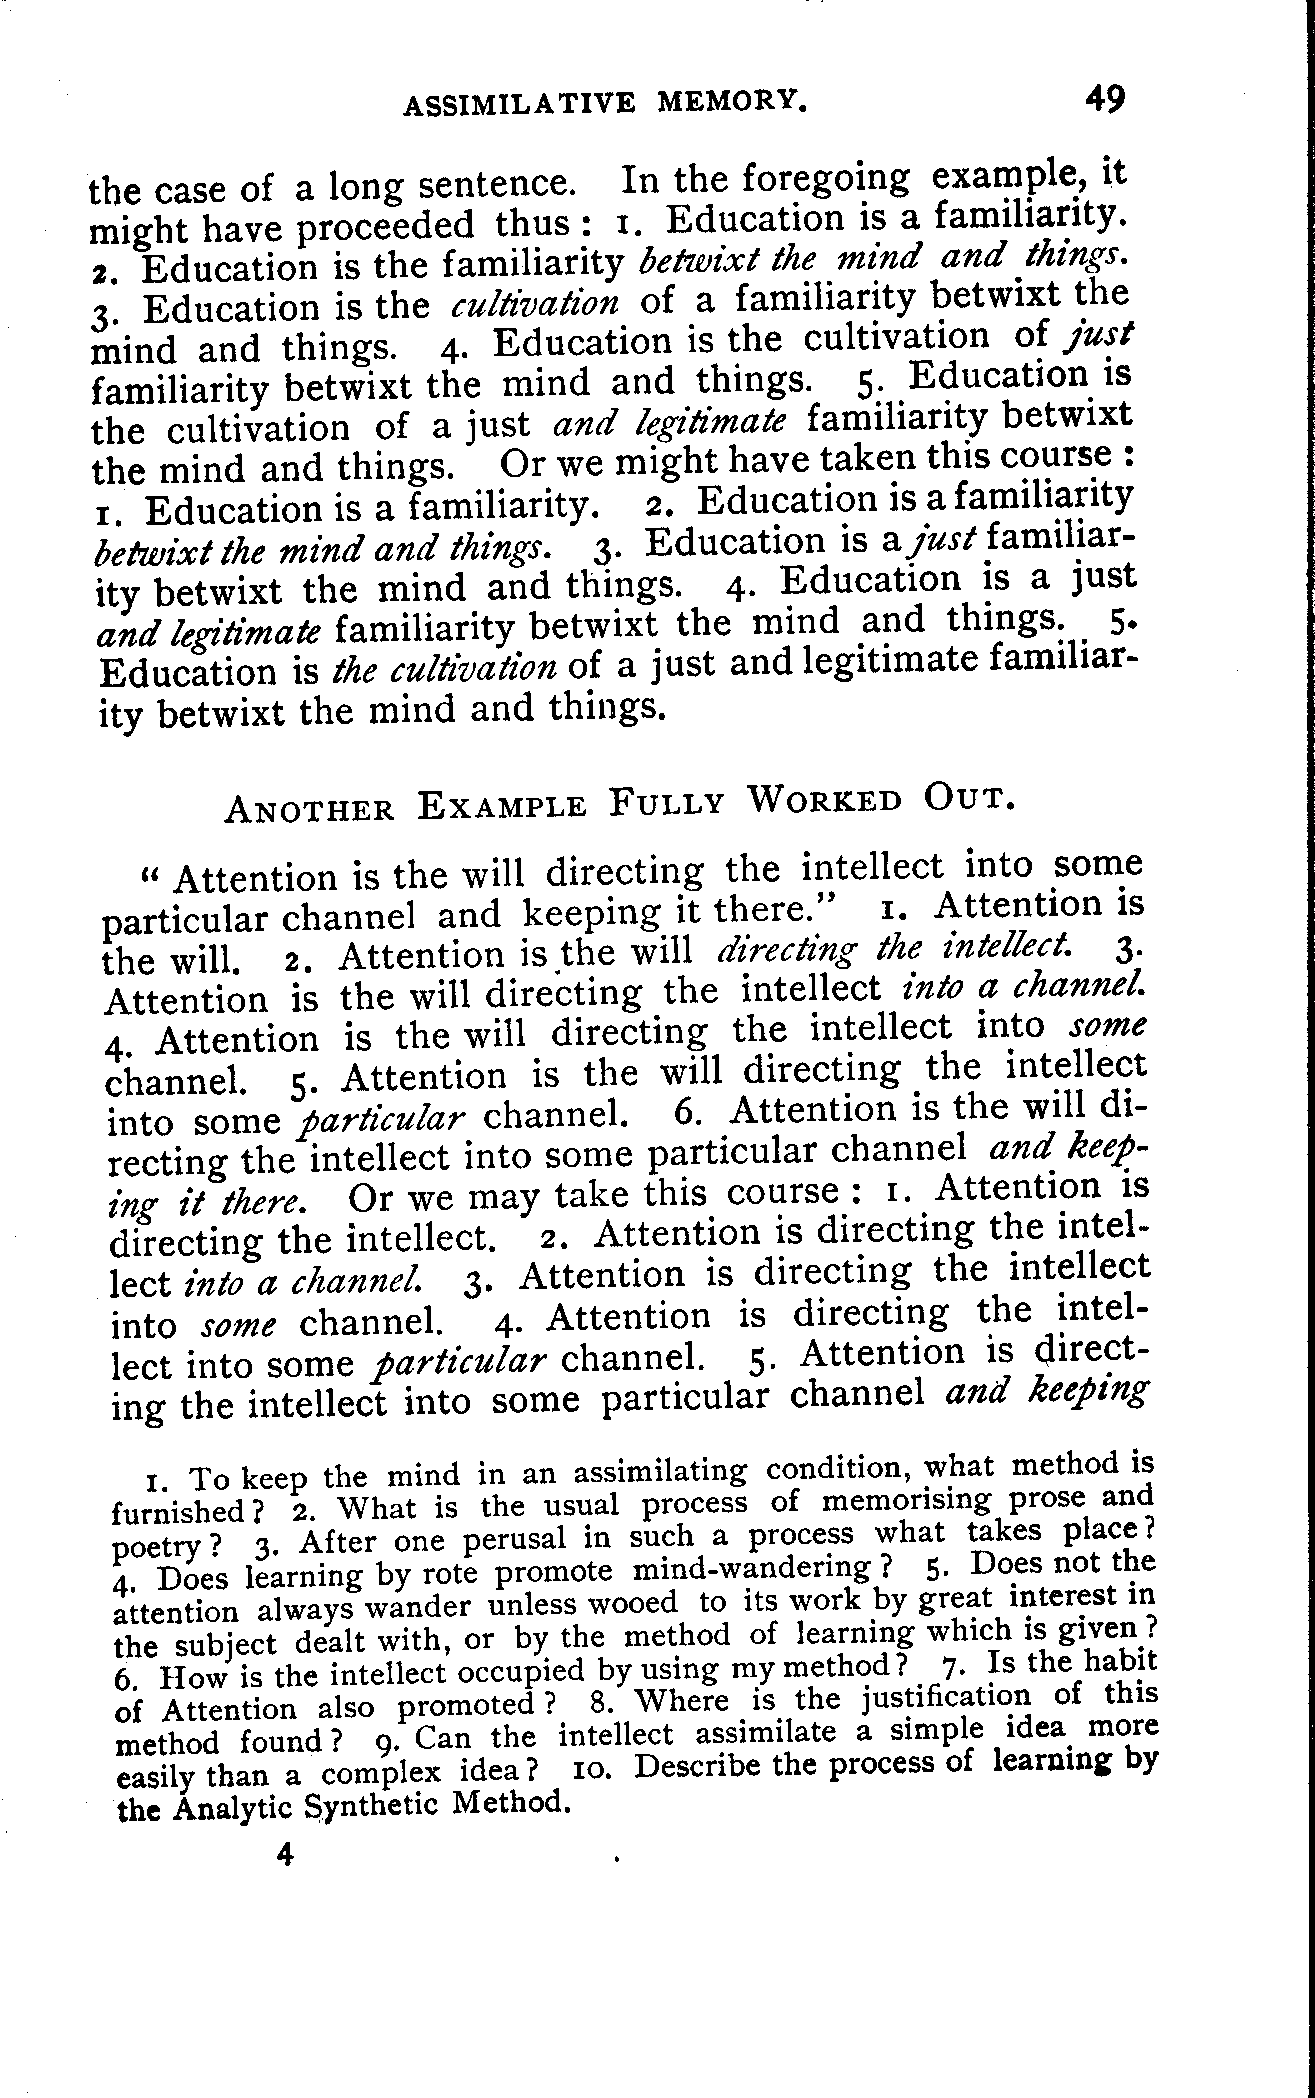 ASSIMILATIVE MEMORY. 49
the case of a long sentence. In the foregoing example, it
might have proceeded thus : 1. Education is a familiarity.
2. Education is the familiarity betwixt the mind and things.
3. Education is the cultivation of a familiarity betwixt the
mind and things. 4. Education is the cultivation of just
familiarity betwixt the mind and things. 5. Education is
the cultivation of a just and legitimate familiarity betwixt
the mind and things. Or we might have taken this course :
1. Education is a familiarity. 2. Education is a familiarity
betwixt the mind and things. 3. Education is a just familiar-
ity betwixt the mind and things. 4. Education is a just
and legitimate familiarity betwixt the mind and things. 5.
Education is the cultivation of a just and legitimate familiar-
ity betwixt the mind and things.
ANOTHER EXAMPLE FULLY WORKED OUT.
“ Attention is the will directing the intellect into some
particular channel and keeping it there.” 1. Attention is
the will. 2. Attention is the will directing the intellect. 3.
Attention is the will directing the intellect into a channel.
4. Attention is the will directing the intellect into some
channel. 5. Attention is the will directing the intellect
into some particular channel. 6. Attention is the will di-
recting the intellect into some particular channel and keep-
ing it there. Or we may take this course : 1. Attention is
directing the intellect. 2. Attention is directing the intel-
lect into a channel. 3. Attention is directing the intellect
into some channel. 4. Attention is directing the intel-
lect into some particular channel. 5. Attention is direct-
ing the intellect into some particular channel and keeping
1. To keep the mind in an assimilating condition, what method is
furnished ? 2. What is the usual process of memorising prose and
poetry ? 3. After one perusal in such a process what takes place ?
4. Does learning by rote promote mind-wandering ? 5. Does not the
attention always wander unless wooed to its work by great interest in
the subject dealt with, or by the method of learning which is given ?
6. How is the intellect occupied by using my method ? 7. Is the habit
of Attention also promoted ? 8. Where is the justification of this
method found ? 9. Can the intellect assimilate a simple idea more
easily than a complex idea ? 10. Describe the process of learning by
the Analytic Synthetic Method.
4